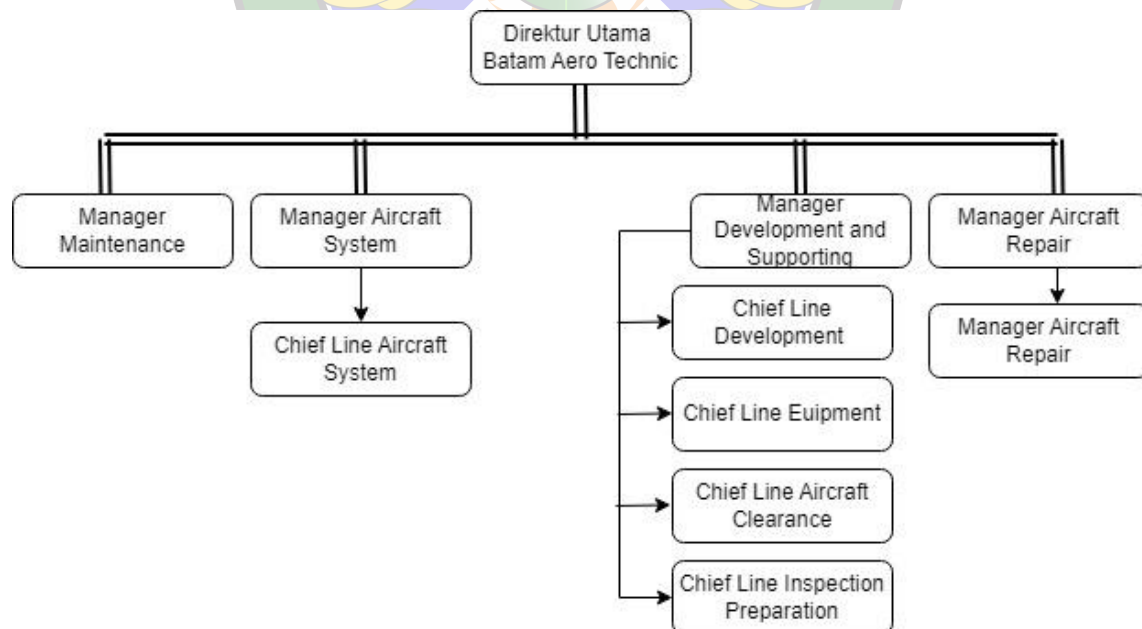 Direktur Utama
Batam Aero Technic
Manager
Maintenance
Manager Aircraft
System
Manager
Development and
Supporting
Manager Aircraft
Repair
Chief Line Aircraft
System
Chief Line
Development
Manager Aircraft
Repair
Chief Line Euipment
Chief Line Aircraft
Clearance
Chief Line Inspection
Preparation